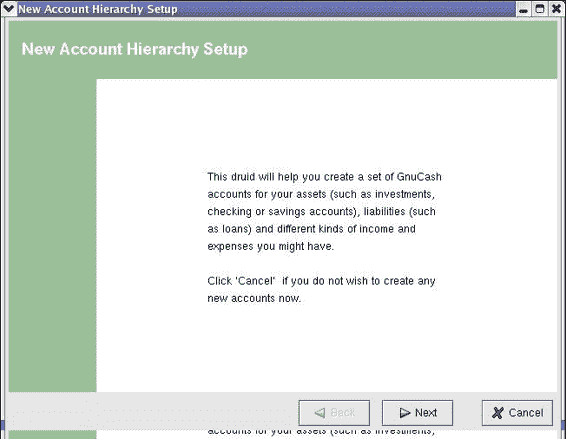 New Account Hierarchy Setup
New Account Hierarchy Setup
This druid will help you create a set of GnuCash
accounts for your assets (such as investments,
checking or savings accounts), liabilities (such
as loans) and different kinds of income and
expenses you might have.
Click 'Cancel' if you do not wish to create any
new accounts now.
Back
Next
Cancel
accounts for your assets (such as investments,